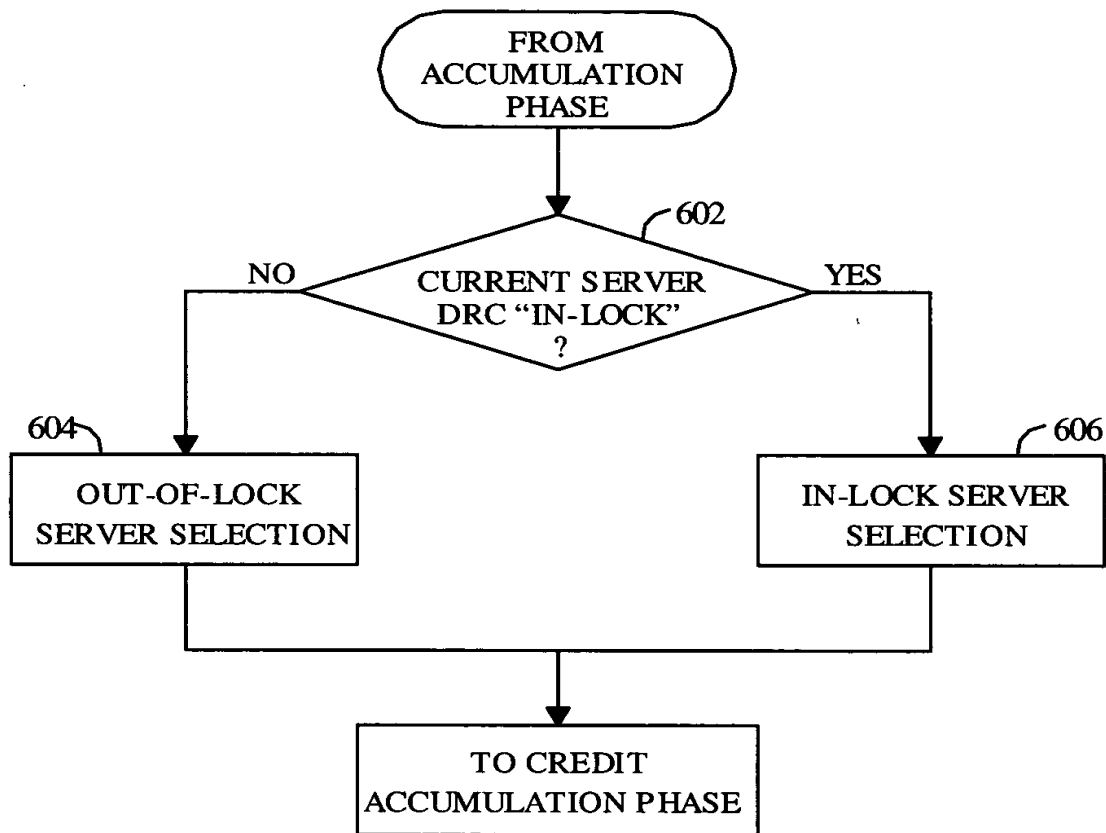 FROM
ACCUMULATION
PHASE
602
NO
YES
CURRENT SERVER
DRC “IN-LOCK”
?
604
606
OUT-OF-LOCK
SERVER SELECTION
IN-LOCK SERVER
SELECTION
TO CREDIT
ACCUMULATION PHASE